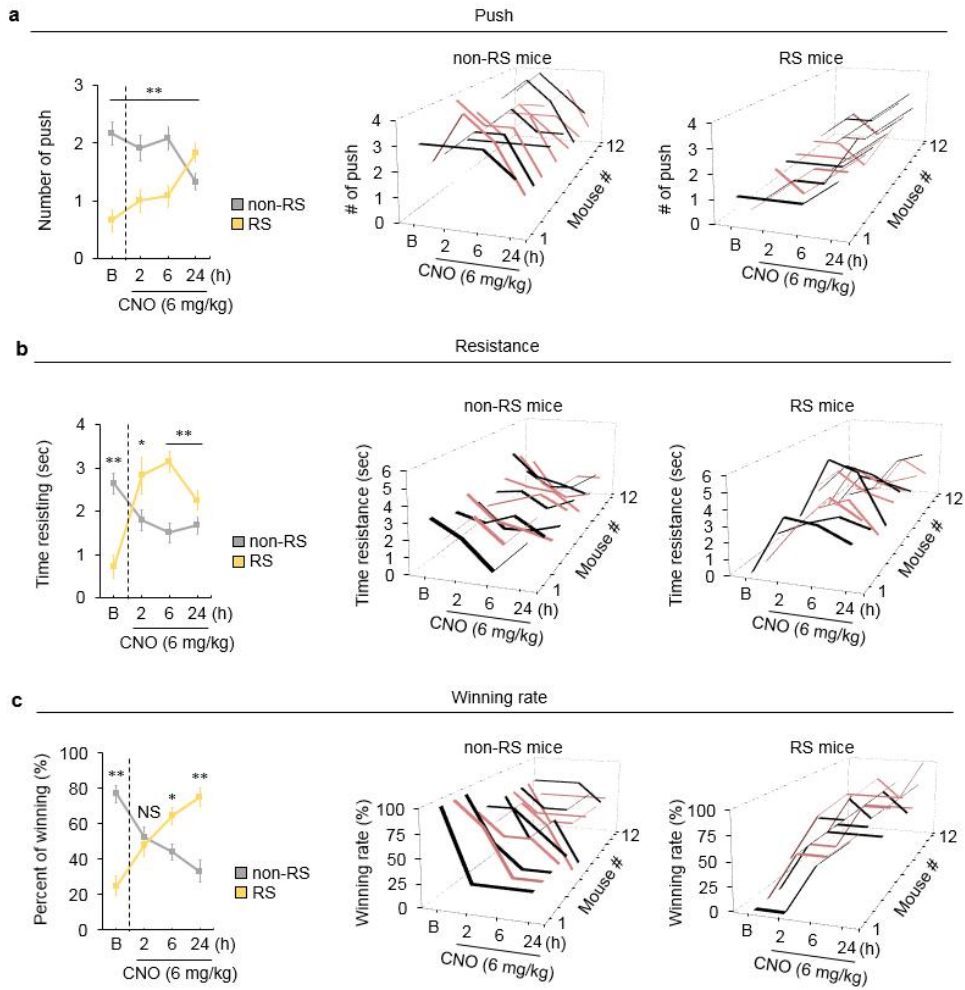 a
Push
non-RS mice
RS mice
3
2
1
0
Number of push
**
non-RS
RS
B
2
6
24
(h)
CNO (6 mg/kg)
4
3
2
1
0
# of push
B
2
6
24
(h)
CNO (6 mg/kg)
1
Mouse #
12
4
3
2
1
0
# of push
B
2
6
24
(h)
CNO (6 mg/kg)
1
Mouse #
12
b
Resistance
non-RS mice
RS mice
4
3
2
1
0
Time resisting (sec)
**
*
**
non-RS
RS
B
2
6
24
(h)
CNO (6 mg/kg)
6
5
4
3
2
1
0
Time resistance (sec)
B
2
6
24
(h)
CNO (6 mg/kg)
1
Mouse #
12
6
5
4
3
2
1
0
Time resistance (sec)
B
2
6
24
(h)
CNO (6 mg/kg)
1
Mouse #
12
c
Winning rate
non-RS mice
RS mice
100
80
60
40
20
0
Percent of winning (%)
**
NS
*
**
non-RS
RS
B
2
6
24
(h)
CNO (6 mg/kg)
100
75
50
25
0
Winning rate (%)
B
2
6
24
(h)
CNO (6 mg/kg)
1
Mouse #
12
100
75
50
25
0
Winning rate (%)
B
2
6
24
(h)
CNO (6 mg/kg)
1
Mouse #
12